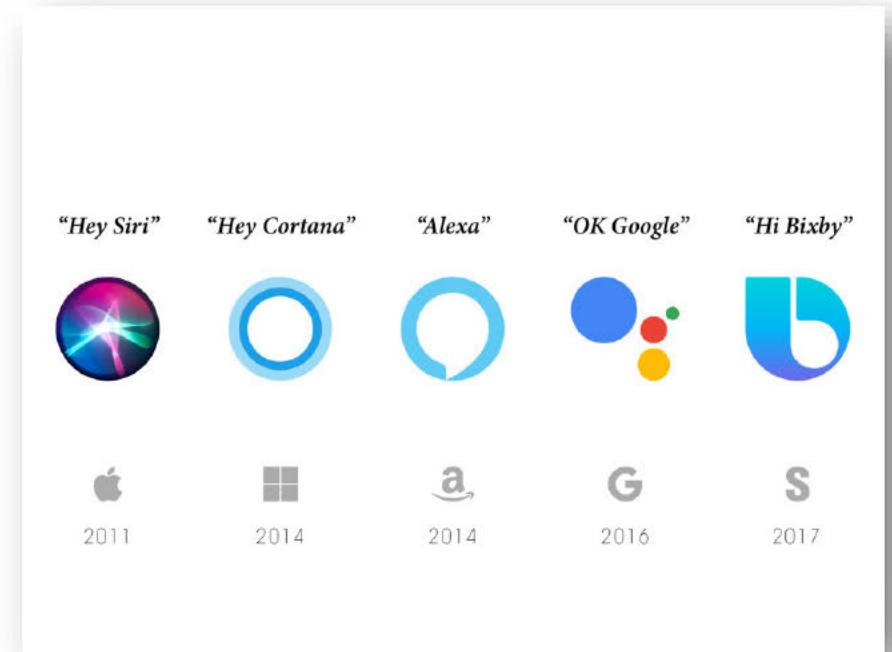 “Hey Siri” “Hey Cortana” “Alexa” “OK Google” “Hi Bixby”
a G S
2011 2014 2014 2016 2017